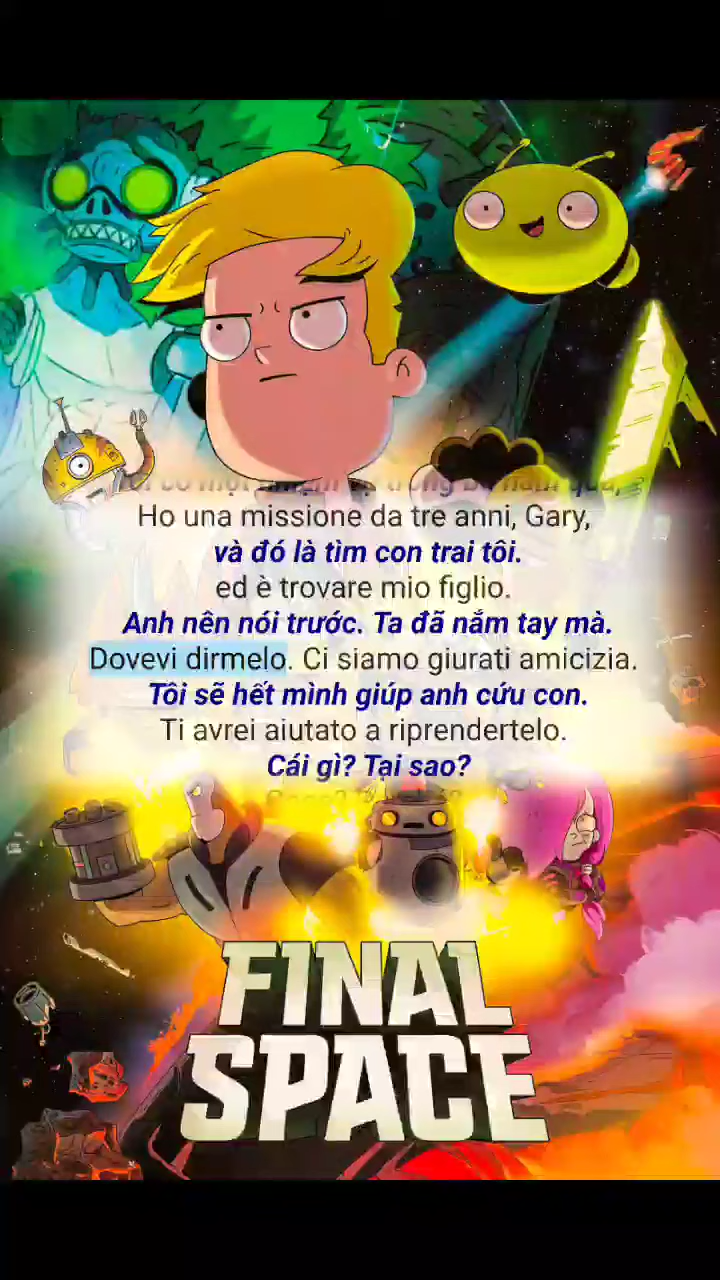 Ho una missione da tre anni, Gary,
và đó là tìm con trai tôi.
ed è trovare mio figlio.
Anh nên nói trước. Ta đã nắm tay mà.
Dovevi dirmelo. Ci siamo giurati amicizia.
Tôi sẽ hết mình giúp anh cứu con.
Ti avrei aiutato a riprendertelo.
Cái gì? Tại sao?
FINAL
SPACE